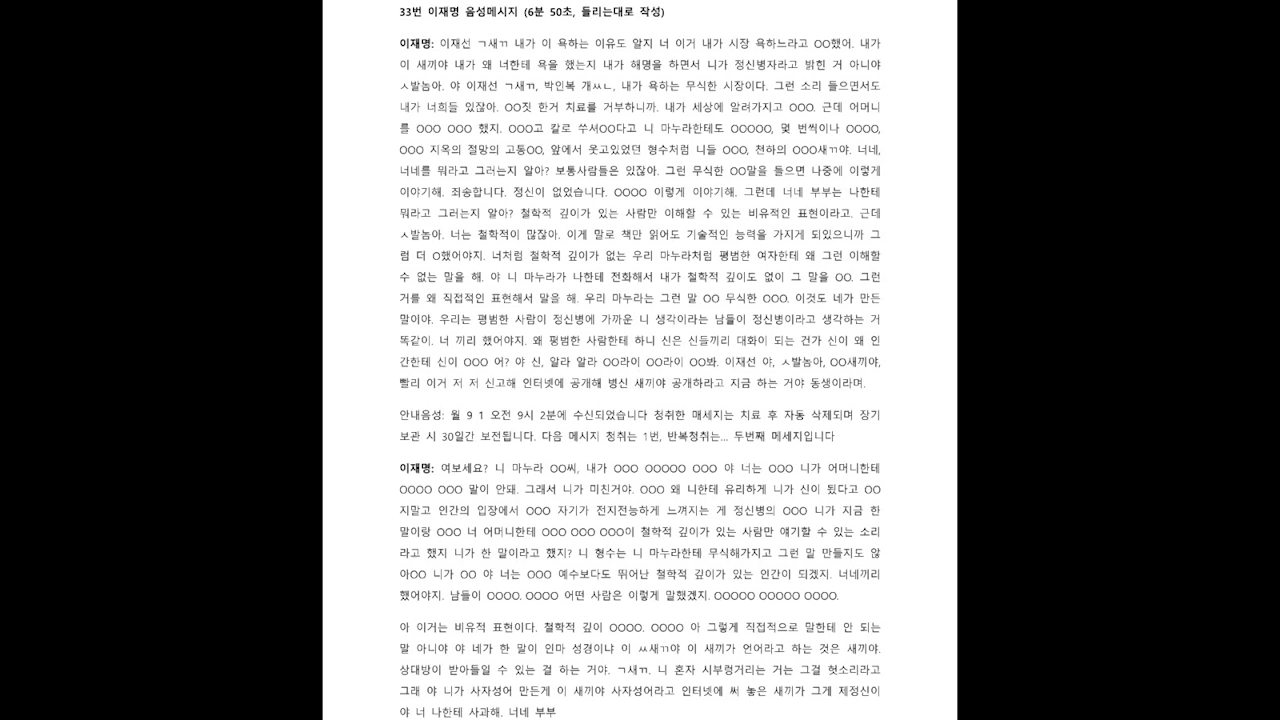 33번 이재명 음성메시지 (6분 50초, 들리는대로 작성)
이재명: 이재선 ㄱ새ㄲ 내가 이 욕하는 이유도 알지 너 이거 내가 시장 욕하느라고 OO했어. 내가
이 새끼야 내가 왜 너한테 욕을 했는지 내가 해명을 하면서 니가 정신병자라고 밝힌 거 아니야
ㅅ발놈아. 야 이재선 ㄱ새ㄲ, 박인복 개ㅆㄴ, 내가 욕하는 무식한 시장이다. 그런 소리 들으면서도
내가 너희들 있잖아. OO짓 한거 치료를 거부하니까. 내가 세상에 알려가지고 OOO. 근데 어머니
를 OOO OOO 했지. OOO고 칼로 쑤셔OO다고 니 마누라한테도 OOOOO, 몇 번씩이나 OOOO,
OOO 지옥의 절망의 고통OO, 앞에서 웃고있었던 형수처럼 니들 OOO, 천하의 OOO새ㄲ야. 너네,
너네를 뭐라고 그러는지 알아? 보통사람들은 있잖아. 그런 무식한 OO말을 들으면 나중에 이렇게
이야기해. 죄송합니다. 정신이 없었습니다. OOOO 이렇게 이야기해. 그런데 너네 부부는 나한테
뭐라고 그러는지 알아? 철학적 깊이가 있는 사람만 이해할 수 있는 비유적인 표현이라고. 근데
ㅅ발놈아. 너는 철학적이 많잖아. 이게 말로 책만 읽어도 기술적인 능력을 가지게 되있으니까 그
럼 더 O했어야지. 너처럼 철학적 깊이가 없는 우리 마누라처럼 평범한 여자한테 왜 그런 이해할
수 없는 말을 해. 야 니 마누라가 나한테 전화해서 내가 철학적 깊이도 없이 그 말을 OO. 그런
거를 왜 직접적인 표현해서 말을 해. 우리 마누라는 그런 말 OO 무식한 OOO. 이것도 네가 만든
말이야. 우리는 평범한 사람이 정신병에 가까운 니 생각이라는 남들이 정신병이라고 생각하는 거
똑같이. 너 끼리 했어야지. 왜 평범한 사람한테 하니 신은 신들끼리 대화이 되는 건가 신이 왜 인
간한테 신이 OOO 어? 야 신, 알라 알라 OO라이 OO라이 OO봐. 이재선 야, ㅅ발놈아, OO새끼야,
빨리 이거 저 저 신고해 인터넷에 공개해 병신 새끼야 공개하라고 지금 하는 거야 동생이라며.
안내음성: 월 9 1 오전 9시 2분에 수신되었습니다 청취한 매세지는 치료 후 자동 삭제되며 장기
보관 시 30일간 보전됩니다. 다음 메시지 청취는 1번, 반복청취는... 두번째 메세지입니다
이재명: 여보세요? 니 마누라 OO씨, 내가 OOO OOOOO OOO 야 너는 OOO 니가 어머니한테
OOOO OOO 말이 안돼. 그래서 니가 미친거야. OOO 왜 니한테 유리하게 니가 신이 됬다고 OO
지말고 인간의 입장에서 OOO 자기가 전지전능하게 느껴지는 게 정신병의 OOO 니가 지금 한
말이랑 OOO 너 어머니한테 OOO OOO OOO이 철학적 깊이가 있는 사람만 얘기할 수 있는 소리
라고 했지 니가 한 말이라고 했지? 니 형수는 니 마누라한테 무식해가지고 그런 말 만들지도 않
아OO 니가 OO 야 너는 OOO 예수보다도 뛰어난 철학적 깊이가 있는 인간이 되겠지. 너네끼리
했어야지. 남들이 OOOO. OOOO 어떤 사람은 이렇게 말했겠지. OOOOO OOOOO OOOO.
아 이거는 비유적 표현이다. 철학적 깊이 OOOO. OOOO 아 그렇게 직접적으로 말한테 안 되는
말 아니야 야 네가 한 말이 인마 성경이냐 이 ㅆ새ㄲ야 이 새끼가 언어라고 하는 것은 새끼야.
상대방이 받아들일 수 있는 걸 하는 거야. ㄱ새ㄲ. 니 혼자 시부렁거리는 거는 그걸 헛소리라고
그래 야 니가 사자성어 만든게 이 새끼야 사자성어라고 인터넷에 써 놓은 새끼가 그게 제정신이
야 너 나한테 사과해. 너네 부부